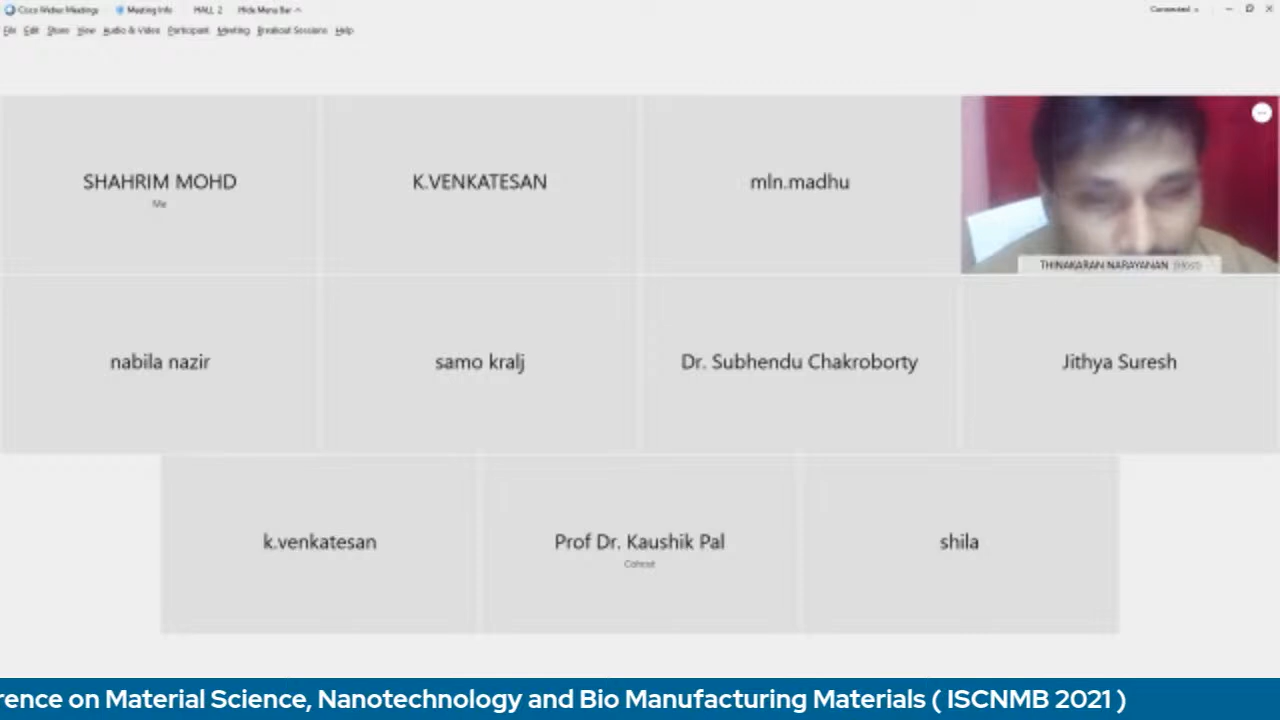 Cisco Webex Meetings Meeting Info HALL 2 Hide Menu Bar Connected
File Edit Share View Audio & Video Participant Meeting Breakout Sessions Help
SHAHRIM MOHD
Me
K.VENKATESAN
mln.madhu
THINAKARAN NARAYANAN (Host)
nabila nazir
samo kralj
Dr. Subhendu Chakroborty
Jithya Suresh
k.venkatesan
Prof Dr. Kaushik Pal
Cohost
shila
rence on Material Science, Nanotechnology and Bio Manufacturing Materials ( ISCNMB 2021 )